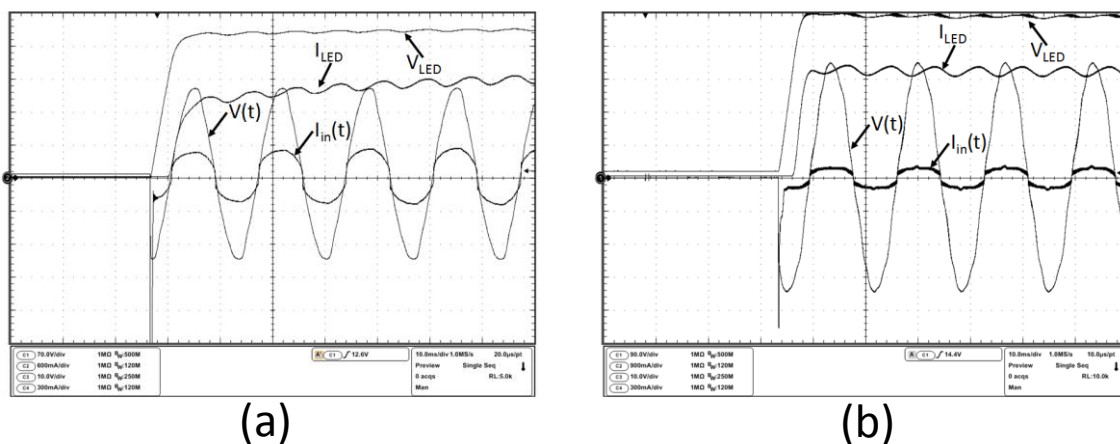 I_LED
V_LED
V(t)
I_in(t)
C1 70.0V/div 1MΩ B_W:500M
C2 600mA/div 1MΩ B_W:120M
C3 10.0V/div 1MΩ B_W:250M
C4 300mA/div 1MΩ B_W:120M
A' C1 ∫ 12.6V
10.0ms/div 1.0MS/s 20.0µs/pt
Preview Single Seq
0 acqs RL:5.0k
Man
(a)
I_LED
V_LED
V(t)
I_in(t)
C1 90.0V/div 1MΩ B_W:500M
C2 900mA/div 1MΩ B_W:120M
C3 10.0V/div 1MΩ B_W:250M
C4 300mA/div 1MΩ B_W:120M
A C1 ∫ 14.4V
10.0ms/div 1.0MS/s 10.0µs/pt
Preview Single Seq
0 acqs RL:10.0k
Man
(b)